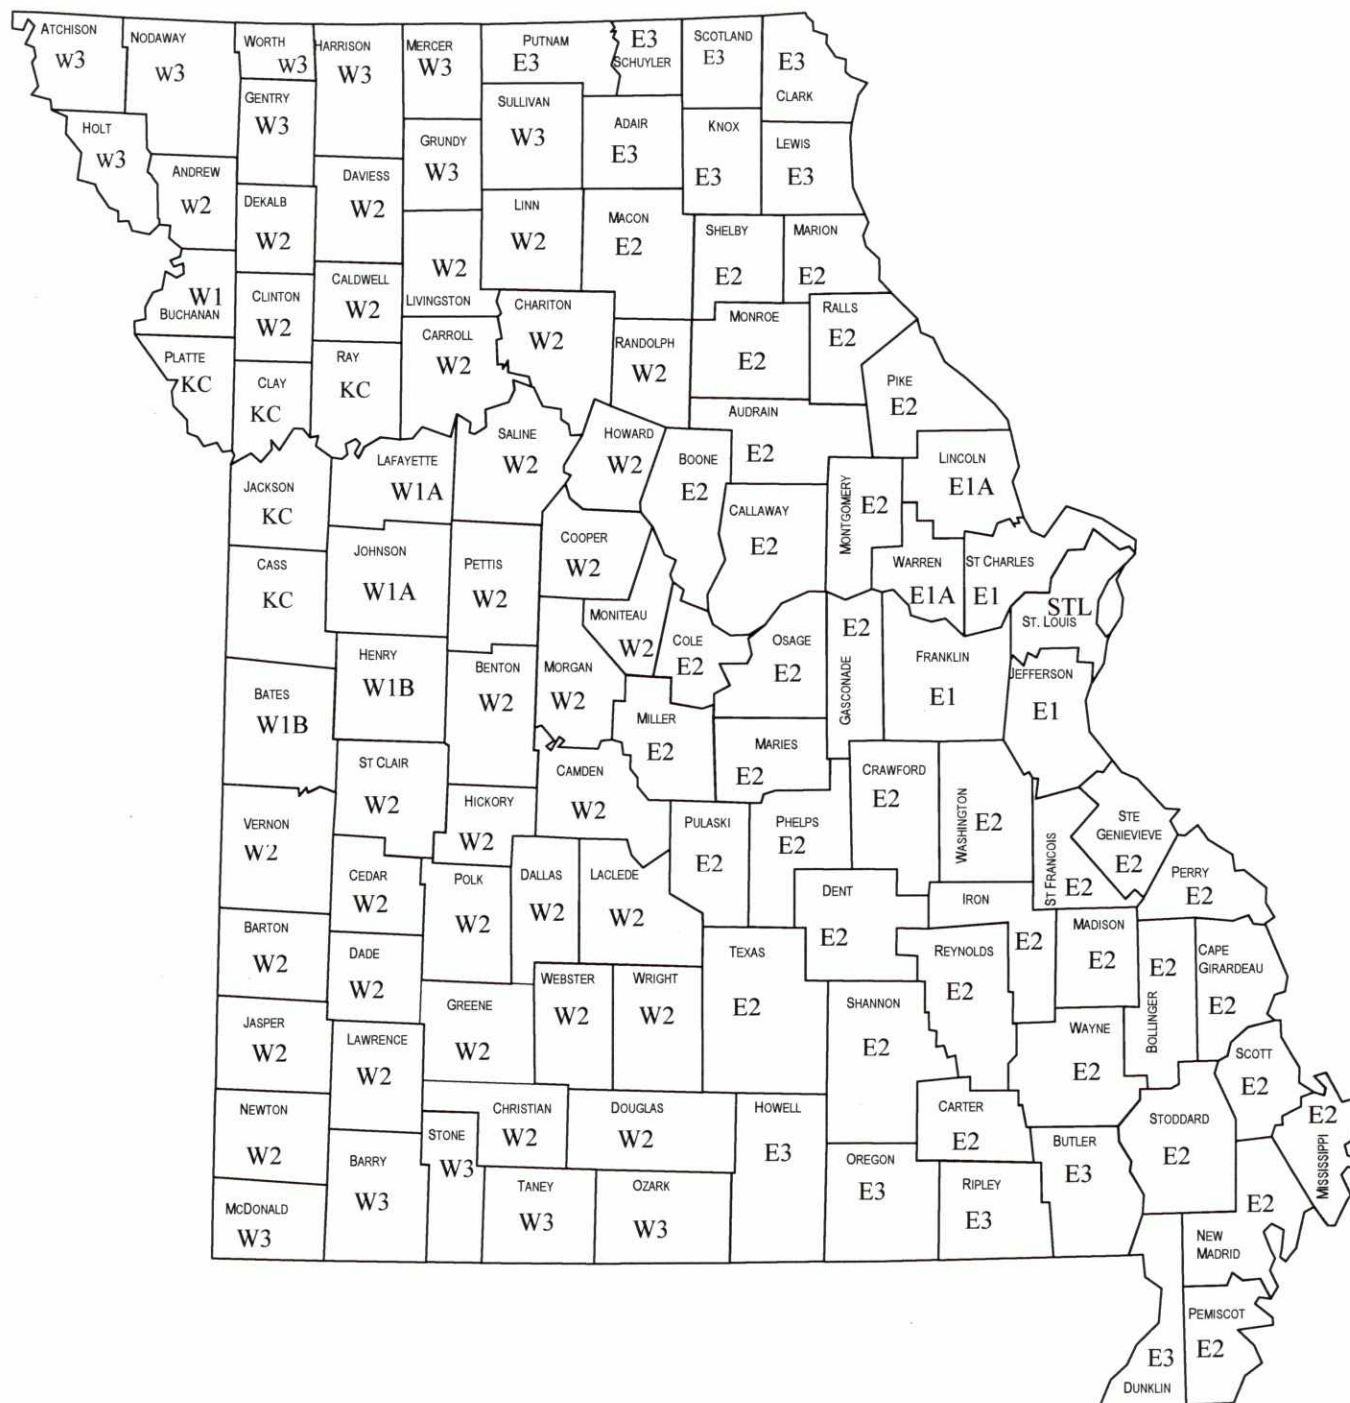 ATCHISON
W3
NODAWAY
W3
WORTH
W3
HARRISON
W3
MERCER
W3
PUTNAM
E3
E3
SCHUYLER
SCOTLAND
E3
E3
CLARK
HOLT
W3
GENTRY
W3
GRUNDY
W3
SULLIVAN
W3
ADAIR
E3
KNOX
E3
LEWIS
E3
ANDREW
W2
DEKALB
W2
DAVIESS
W2
W2
LIVINGSTON
LINN
W2
MACON
E2
SHELBY
E2
MARION
E2
W1
BUCHANAN
CLINTON
W2
CALDWELL
W2
CARROLL
W2
CHARITON
W2
RANDOLPH
W2
MONROE
E2
RALLS
E2
PLATTE
KC
CLAY
KC
RAY
KC
PIKE
E2
AUDRAIN
E2
JACKSON
KC
LAFAYETTE
W1A
SALINE
W2
HOWARD
W2
BOONE
E2
CALLAWAY
E2
MONTGOMERY
E2
LINCOLN
E1A
CASS
KC
JOHNSON
W1A
PETTIS
W2
COOPER
W2
MONITEAU
W2
COLE
E2
OSAGE
E2
E2
GASCONADE
WARREN
E1A
ST CHARLES
E1
STL
ST. LOUIS
FRANKLIN
E1
JEFFERSON
E1
BATES
W1B
HENRY
W1B
BENTON
W2
MORGAN
W2
MILLER
E2
MARIES
E2
ST CLAIR
W2
HICKORY
W2
CAMDEN
W2
PULASKI
E2
PHELPS
E2
CRAWFORD
E2
WASHINGTON
E2
ST FRANCOIS
E2
STE
GENIEVIEVE
E2
PERRY
E2
VERNON
W2
CEDAR
W2
POLK
W2
DALLAS
W2
LACLEDE
W2
DENT
E2
IRON
E2
MADISON
E2
E2
BOLLINGER
CAPE
GIRARDEAU
E2
BARTON
W2
DADE
W2
GREENE
W2
WEBSTER
W2
WRIGHT
W2
TEXAS
E2
REYNOLDS
E2
SHANNON
E2
WAYNE
E2
SCOTT
E2
JASPER
W2
LAWRENCE
W2
CHRISTIAN
W2
DOUGLAS
W2
HOWELL
E3
CARTER
E2
STODDARD
E2
E2
MISSISSIPPI
NEWTON
W2
BARRY
W3
STONE
W3
TANEY
W3
OZARK
W3
OREGON
E3
RIPLEY
E3
BUTLER
E3
E2
NEW
MADRID
MCDONALD
W3
PEMISCOT
E2
E3
DUNKLIN